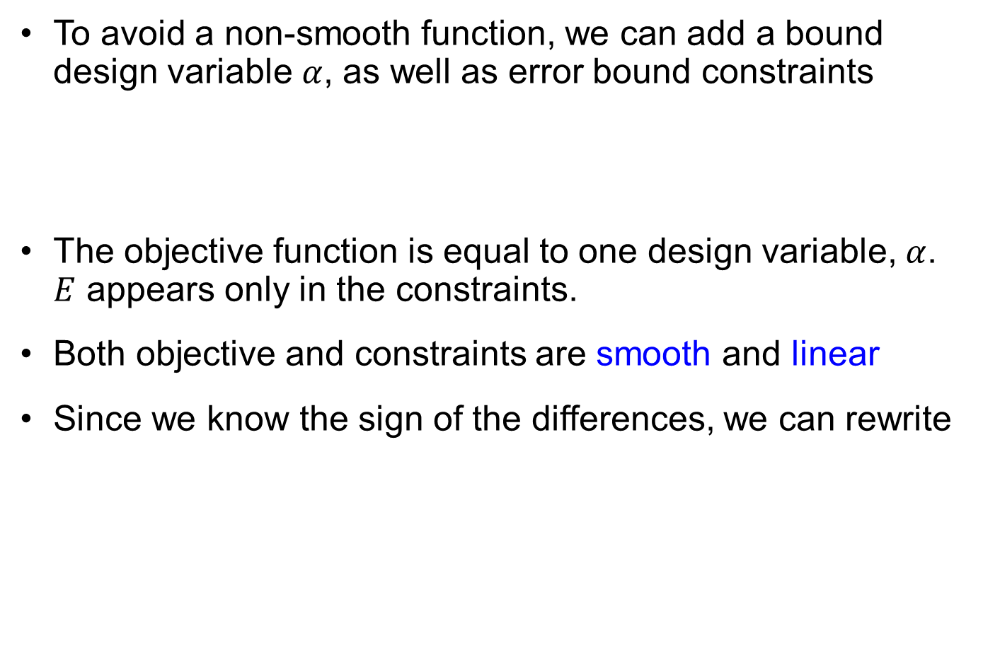 • To avoid a non-smooth function, we can add a bound
design variable 𝛼, as well as error bound constraints
• The objective function is equal to one design variable, 𝛼.
𝐸 appears only in the constraints.
• Both objective and constraints are smooth and linear
• Since we know the sign of the differences, we can rewrite